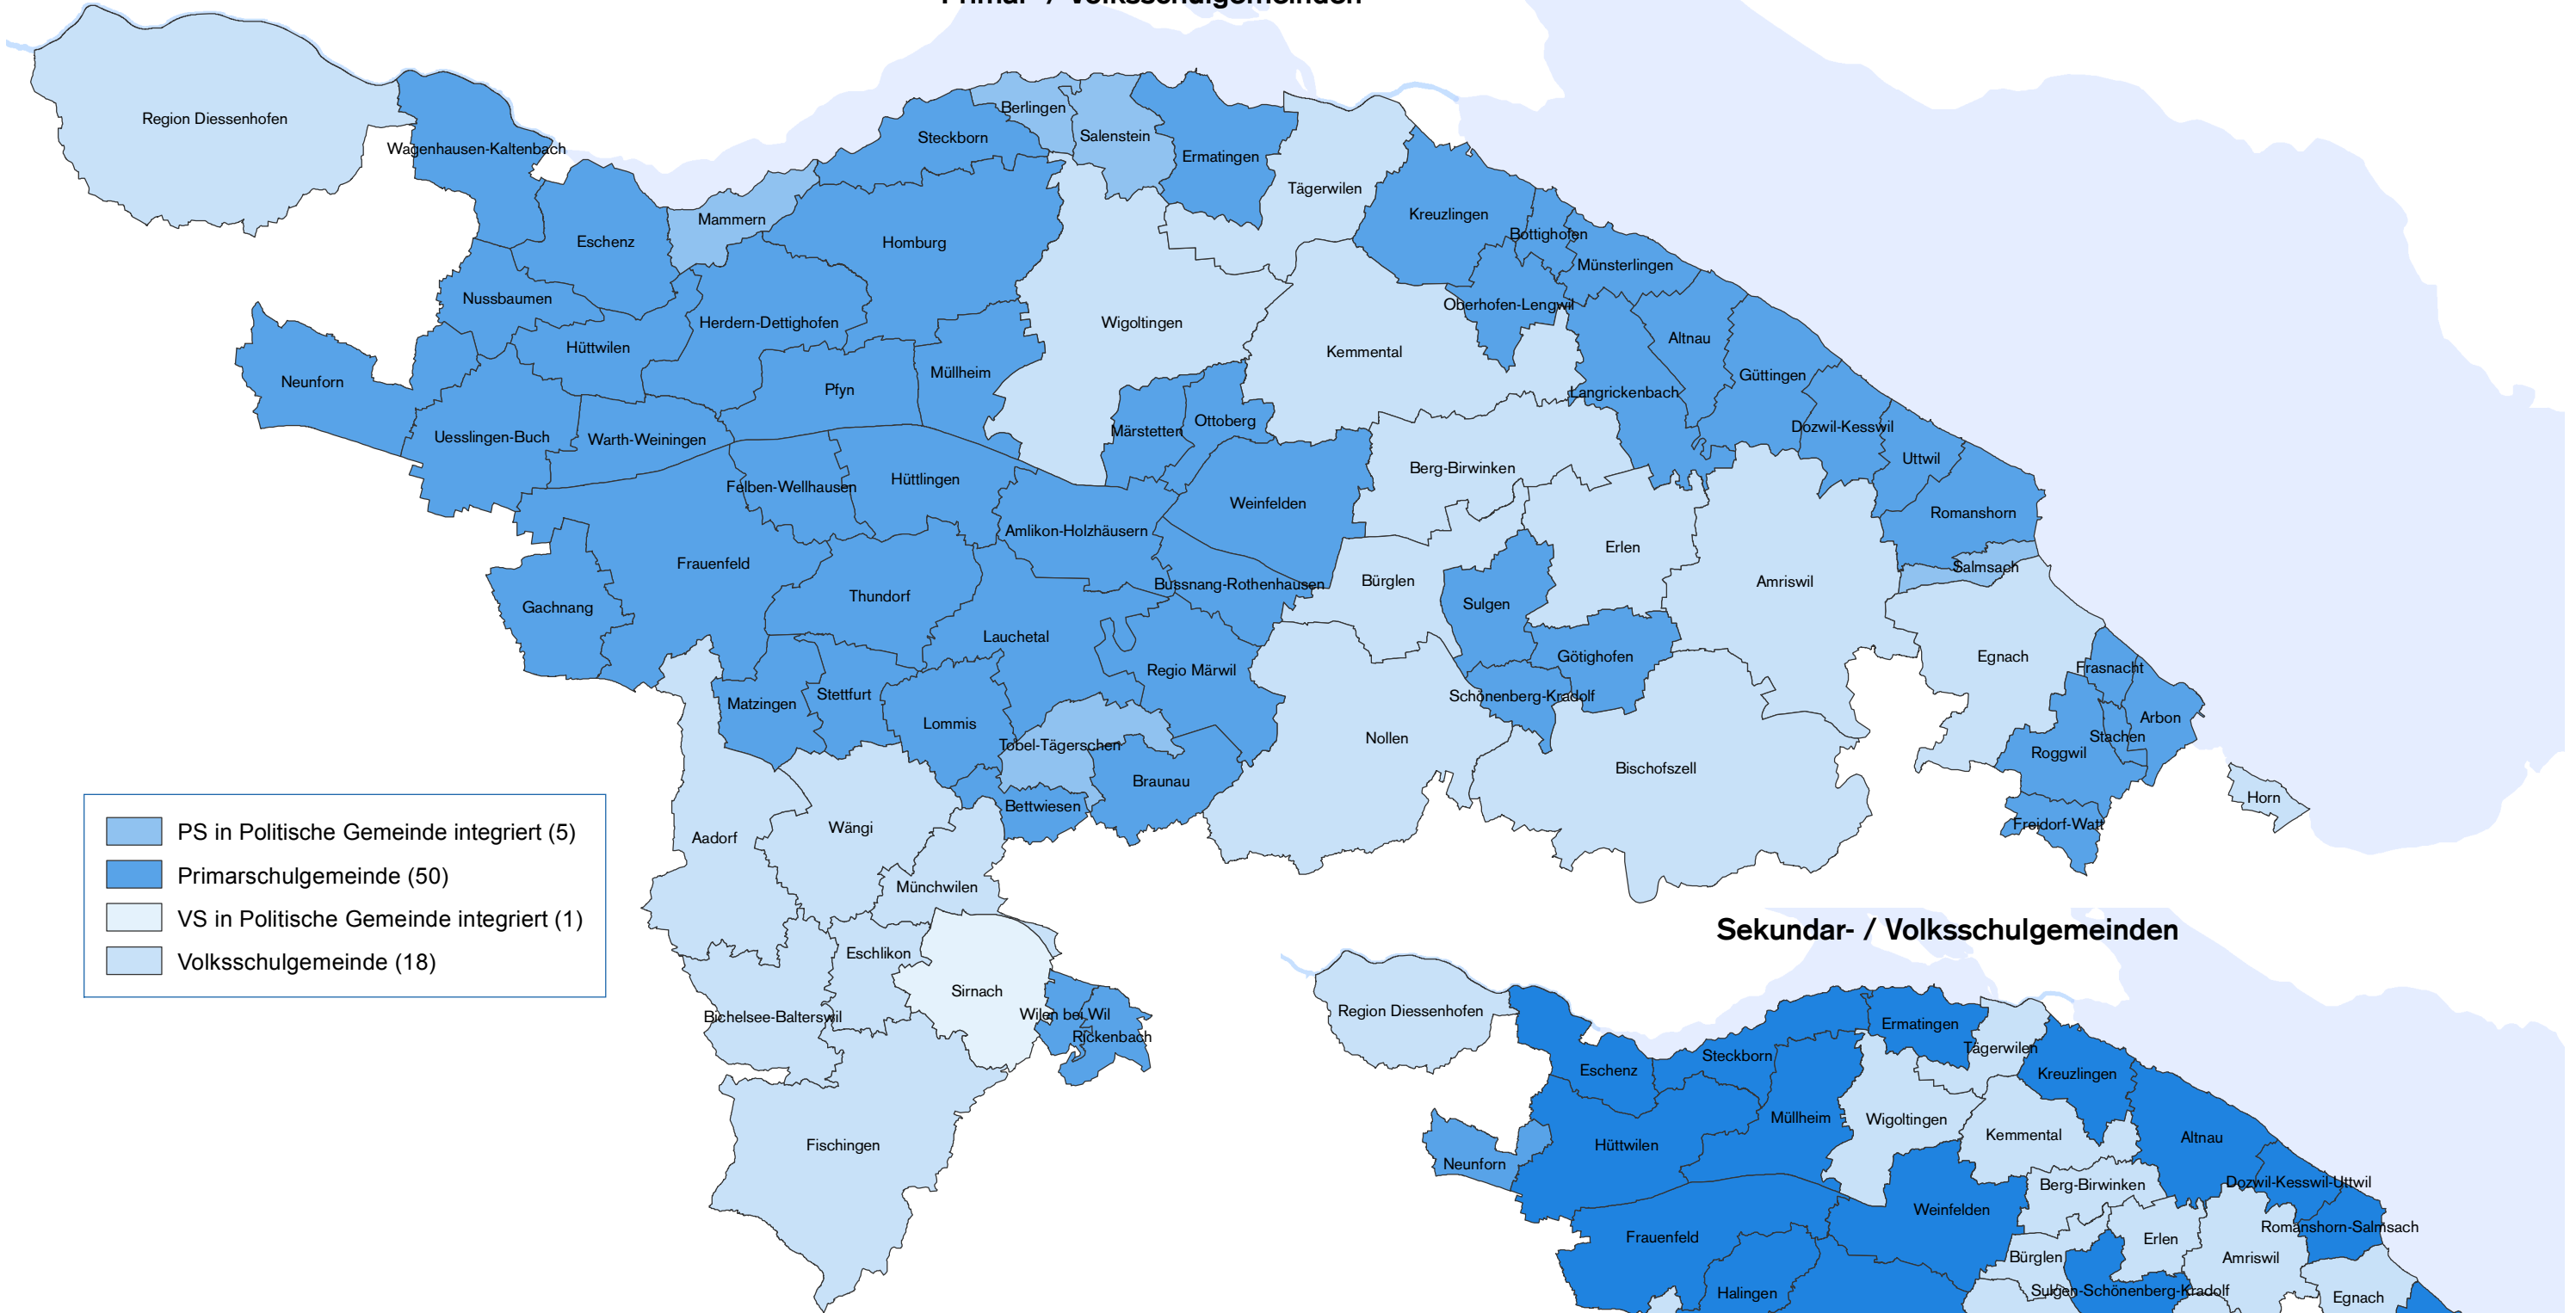 Primar- / Volksschulgemeinden
Region Diessenhofen
Wagenhausen-Kaltenbach
Eschenz
Mammern
Steckborn
Berlingen
Salenstein
Ermatingen
Tägerwilen
Kreuzlingen
Bottighofen
Münsterlingen
Homburg
Nussbaumen
Herdern-Dettighofen
Hüttwilen
Neunforn
Wigoltingen
Oberhofen-Lengwil
Kemmental
Altnau
Güttingen
Langrickenbach
Müllheim
Pfyn
Uesslingen-Buch
Warth-Weiningen
Märstetten
Ottoberg
Dozwil-Kesswil
Uttwil
Berg-Birwinken
Felben-Wellhausen
Hüttlingen
Weinfelden
Romanshorn
Amlikon-Holzhäusern
Frauenfeld
Erlen
Salmsach
Bussnang-Rothenhausen
Bürglen
Amriswil
Gachnang
Thundorf
Sulgen
Lauchetal
Regio Märwil
Götighofen
Egnach
Frasnacht
Matzingen
Stettfurt
Schönenberg-Kradolf
Lommis
Arbon
Tobel-Tägerschen
Nollen
Stachen
Roggwil
Braunau
Bischofszell
Bettwiesen
Horn
Freidorf-Watt
Aadorf
Wängi
Münchwilen
Eschlikon
Sirnach
Bichelsee-Balterswil
Wilen bei Wil
Rickenbach
Fischingen
PS in Politische Gemeinde integriert (5)
Primarschulgemeinde (50)
VS in Politische Gemeinde integriert (1)
Volksschulgemeinde (18)
Sekundar- / Volksschulgemeinden
Region Diessenhofen
Ermatingen
Tägerwilen
Steckborn
Eschenz
Kreuzlingen
Müllheim
Wigoltingen
Kemmental
Altnau
Hüttwilen
Neunforn
Dozwil-Kesswil-Uttwil
Berg-Birwinken
Weinfelden
Romanshorn-Salmsach
Frauenfeld
Erlen
Bürglen
Amriswil
Halingen
Sulgen-Schönenberg-Kradolf
Egnach